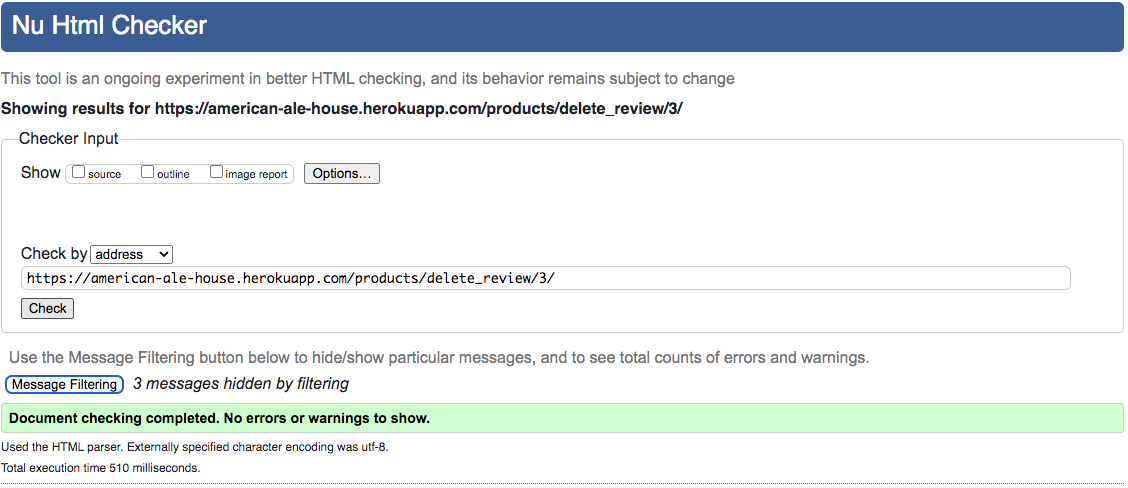 Nu Html Checker
This tool is an ongoing experiment in better HTML checking, and its behavior remains subject to change
Showing results for https://american-ale-house.herokuapp.com/products/delete_review/3/
Checker Input
Show source outline image report Options...
Check by address
https://american-ale-house.herokuapp.com/products/delete_review/3/
Check
Use the Message Filtering button below to hide/show particular messages, and to see total counts of errors and warnings.
Message Filtering 3 messages hidden by filtering
Document checking completed. No errors or warnings to show.
Used the HTML parser. Externally specified character encoding was utf-8.
Total execution time 510 milliseconds.